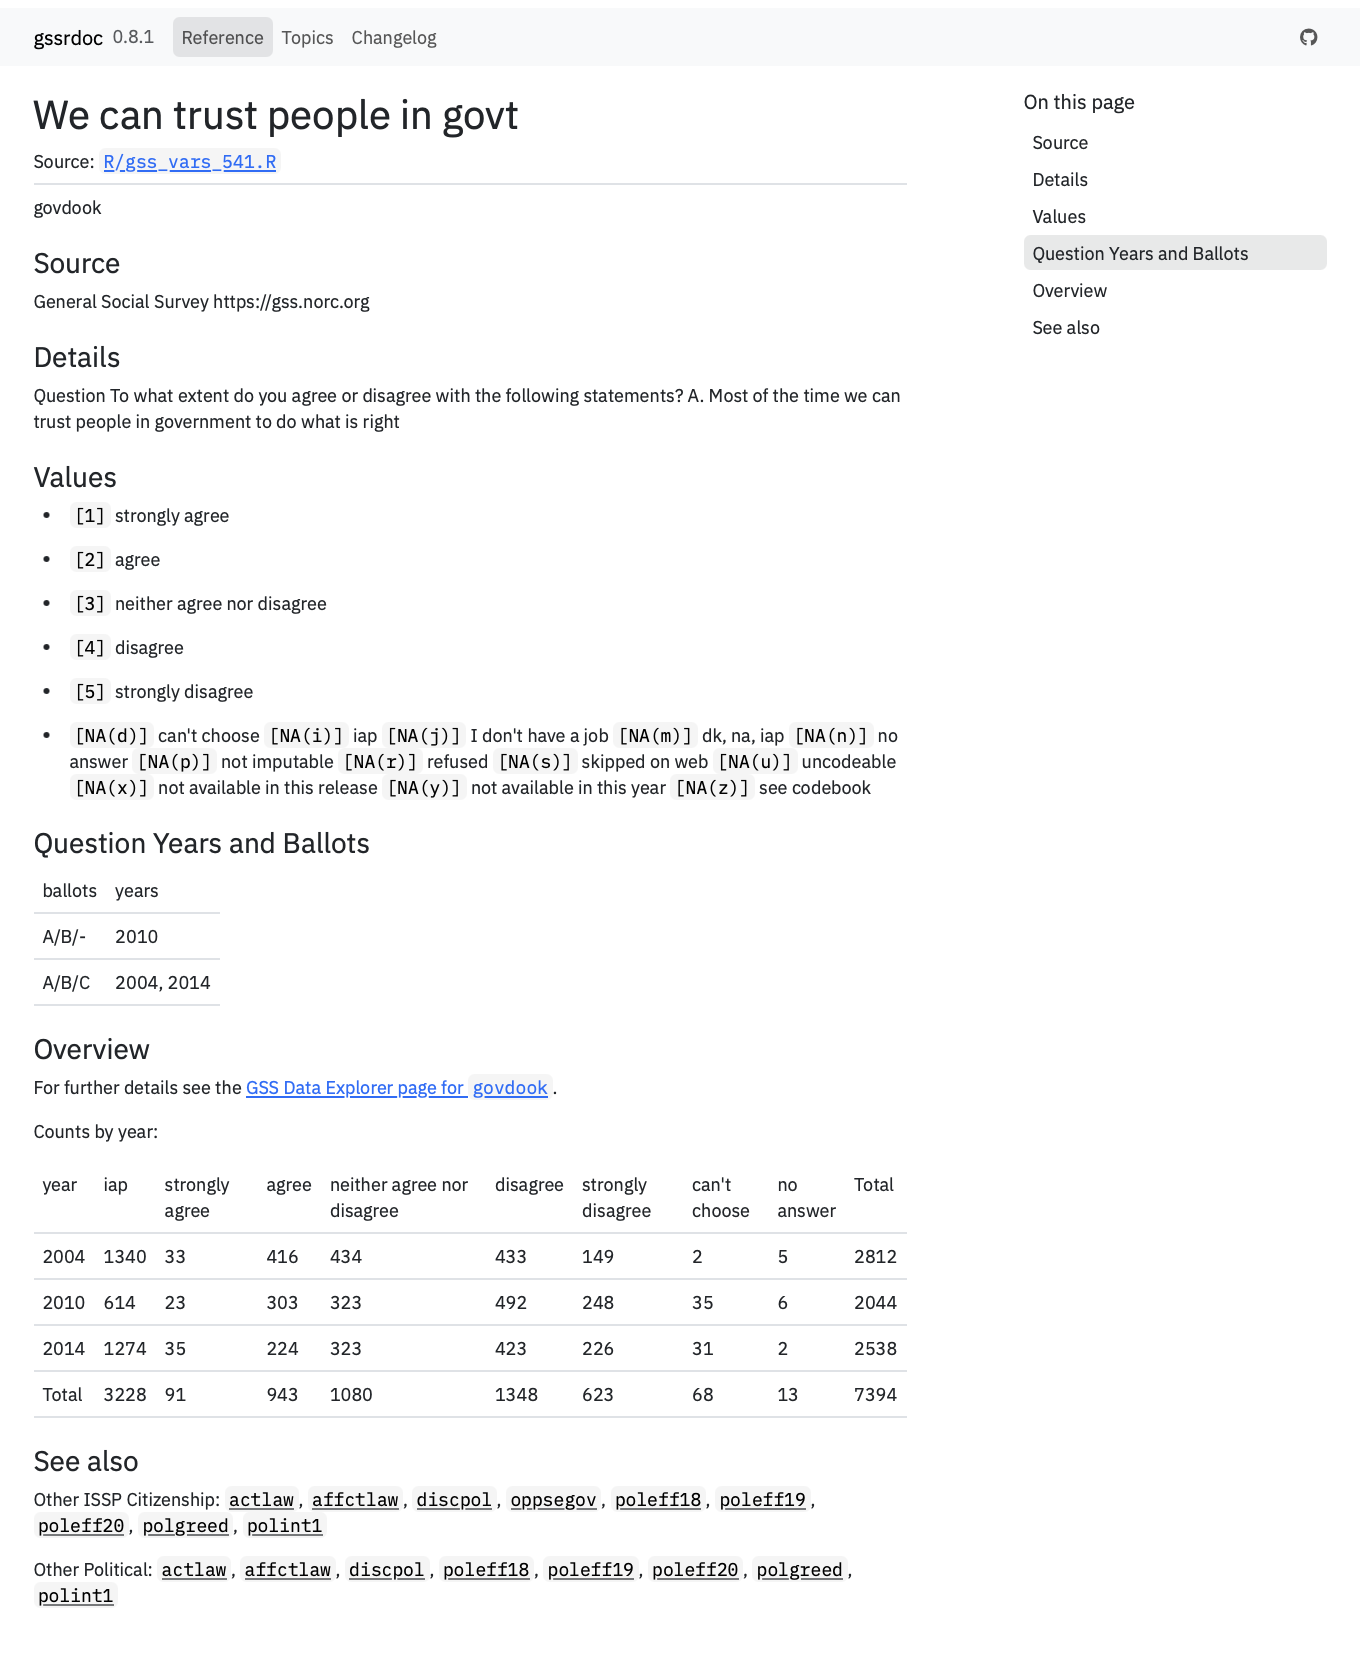 gssrdoc 0.8.1 Reference Topics Changelog
We can trust people in govt
Source: R/gss_vars_541.R
govdook
Source
General Social Survey https://gss.norc.org
Details
Question To what extent do you agree or disagree with the following statements? A. Most of the time we can
trust people in government to do what is right
Values
[1] strongly agree
[2] agree
[3] neither agree nor disagree
[4] disagree
[5] strongly disagree
[NA(d)] can't choose [NA(i)] iap [NA(j)] I don't have a job [NA(m)] dk, na, iap [NA(n)] no
answer [NA(p)] not imputable [NA(r)] refused [NA(s)] skipped on web [NA(u)] uncodeable
[NA(x)] not available in this release [NA(y)] not available in this year [NA(z)] see codebook
Question Years and Ballots
ballots years
A/B/- 2010
A/B/C 2004, 2014
Overview
For further details see the GSS Data Explorer page for govdook.
Counts by year:
year iap strongly agree neither agree nor disagree strongly can't no Total
agree disagree disagree choose answer
2004 1340 33 416 434 433 149 2 5 2812
2010 614 23 303 323 492 248 35 6 2044
2014 1274 35 224 323 423 226 31 2 2538
Total 3228 91 943 1080 1348 623 68 13 7394
See also
Other ISSP Citizenship: actlaw, affctlaw, discpol, oppsegov, poleff18, poleff19,
poleff20, polgreed, polint1
Other Political: actlaw, affctlaw, discpol, poleff18, poleff19, poleff20, polgreed,
polint1
On this page
Source
Details
Values
Question Years and Ballots
Overview
See also